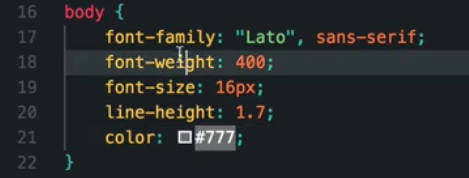 16 body {
17 font-family: "Lato", sans-serif;
18 font-weight: 400;
19 font-size: 16px;
20 line-height: 1.7;
21 color: #777;
22 }